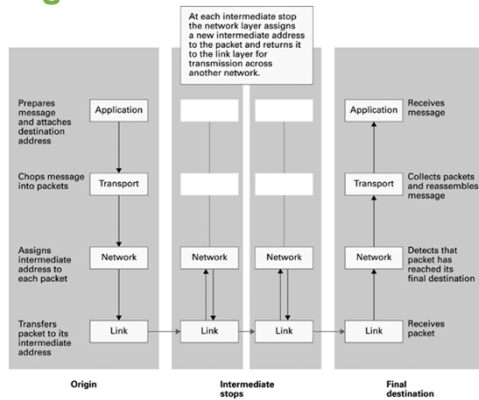 At each intermediate stop
the network layer assigns
a new intermediate address
to the packet and returns it
to the link layer for
transmission across
another network.
Prepares
message
and attaches
destination
address
Application
Application
Receives
message
Chops message
into packets
Transport
Transport
Collects packets
and reassembles
message
Assigns
intermediate
address to
each packet
Network
Network
Network
Network
Detects that
packet has
reached its
final destination
Transfers
packet to its
intermediate
address
Link
Link
Link
Link
Receives
packet
Origin
Intermediate
stops
Final
destination